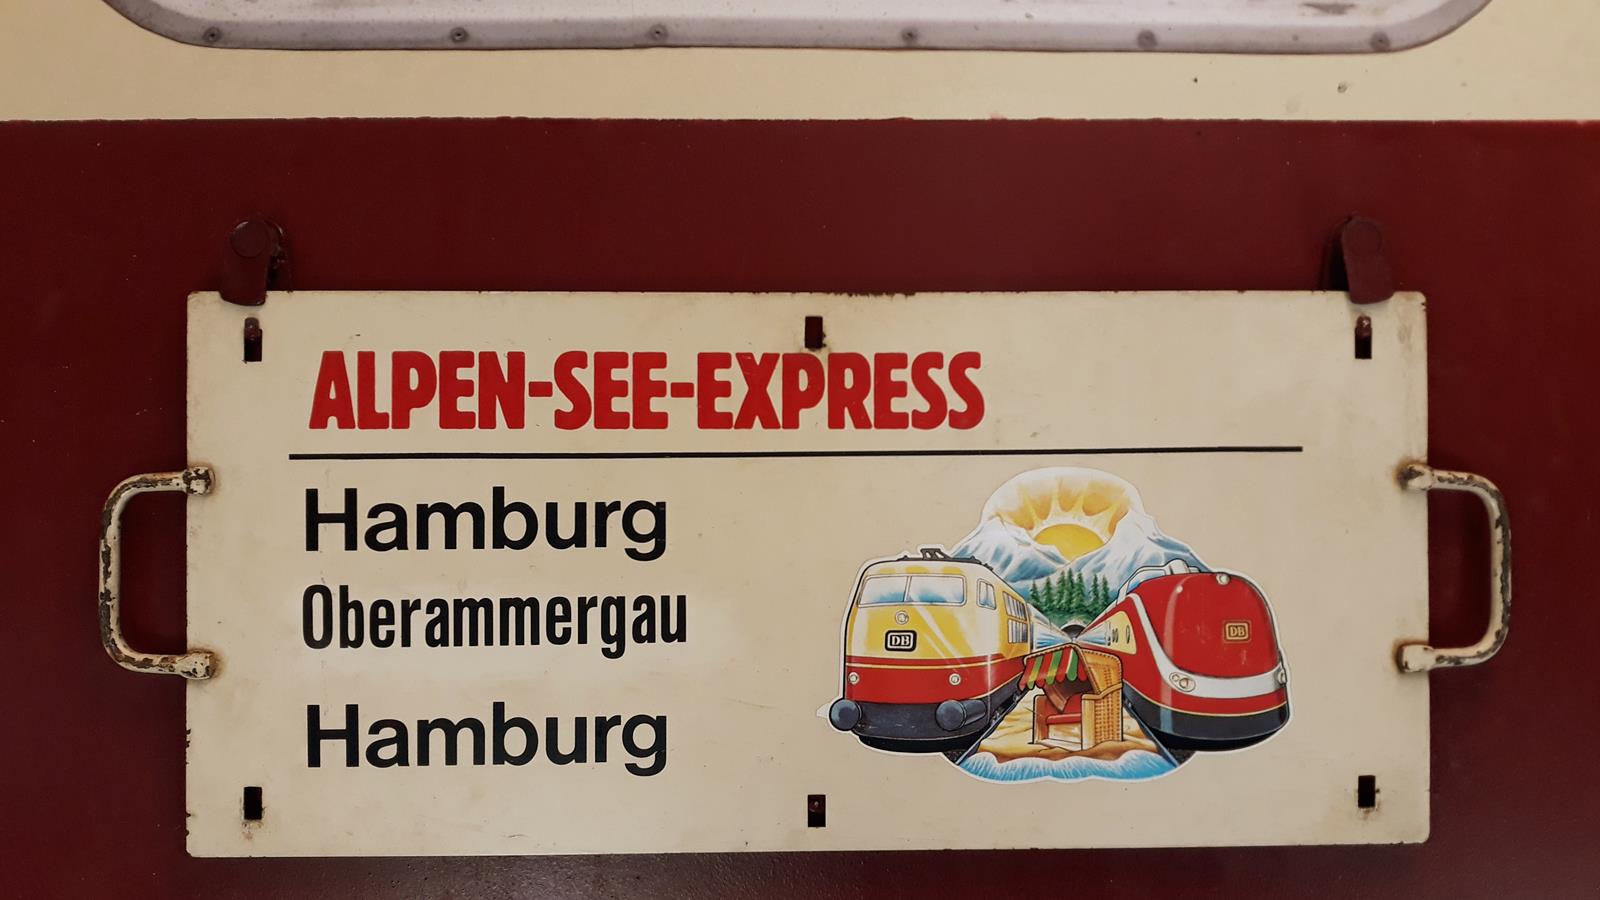 ALPEN-SEE-EXPRESS
Hamburg
Oberammergau
Hamburg
DB
DB